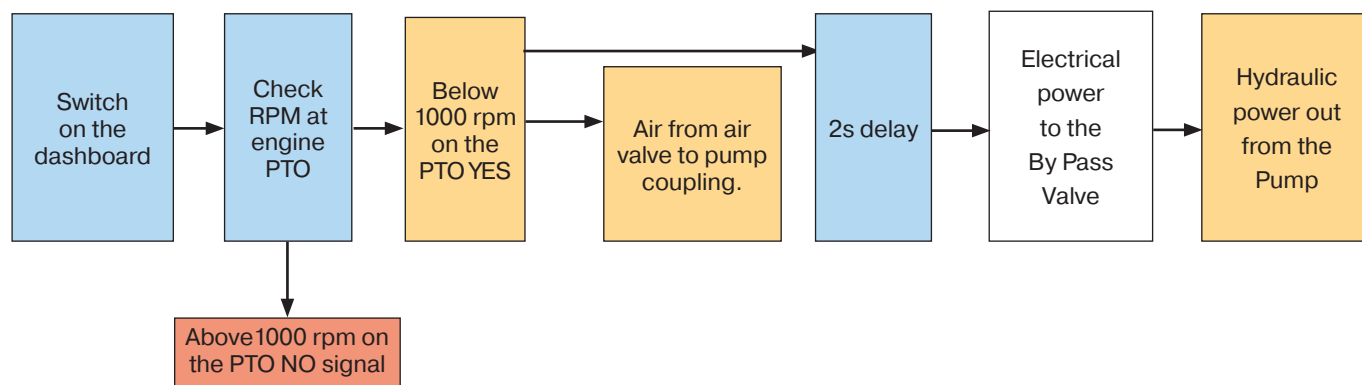 Switch
on the
dashboard
Check
RPM at
engine
PTO
Below
1000 rpm
on the
PTO YES
Air from air
valve to pump
coupling.
2s delay
Electrical
power
to the
By Pass
Valve
Hydraulic
power out
from the
Pump
Above1000 rpm on
the PTO NO signal